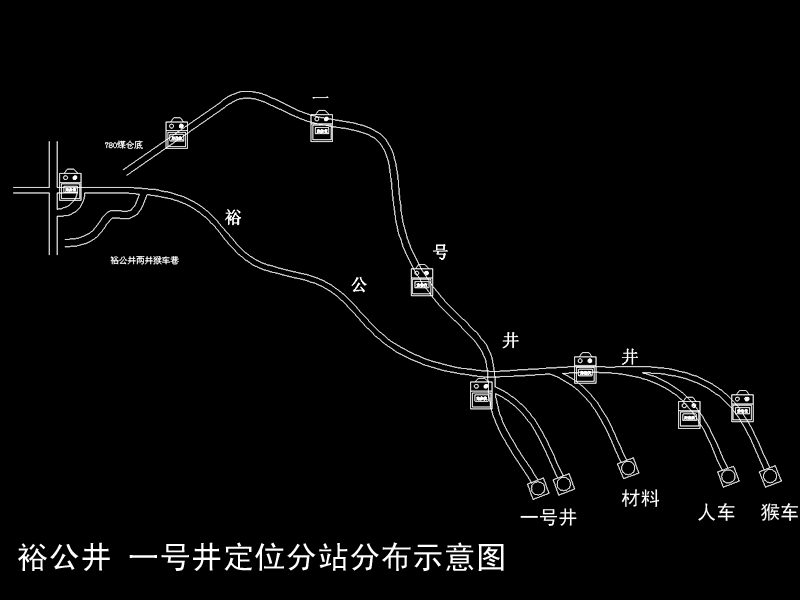 一
780煤仓底
裕
号
裕公井两井猴车巷
公
井
井
材料
人车
猴车
一号井
裕公井 一号井定位分站分布示意图